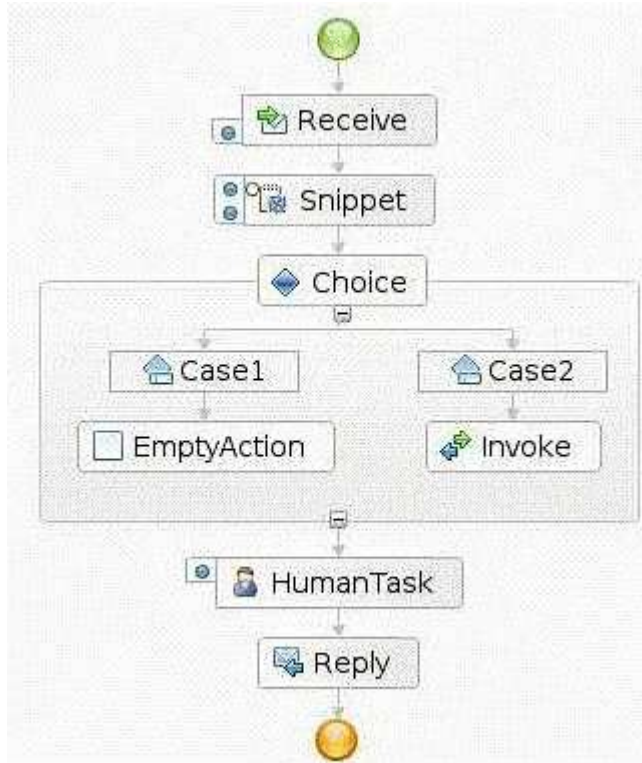 Receive
Snippet
Choice
Case1
Case2
EmptyAction
Invoke
HumanTask
Reply